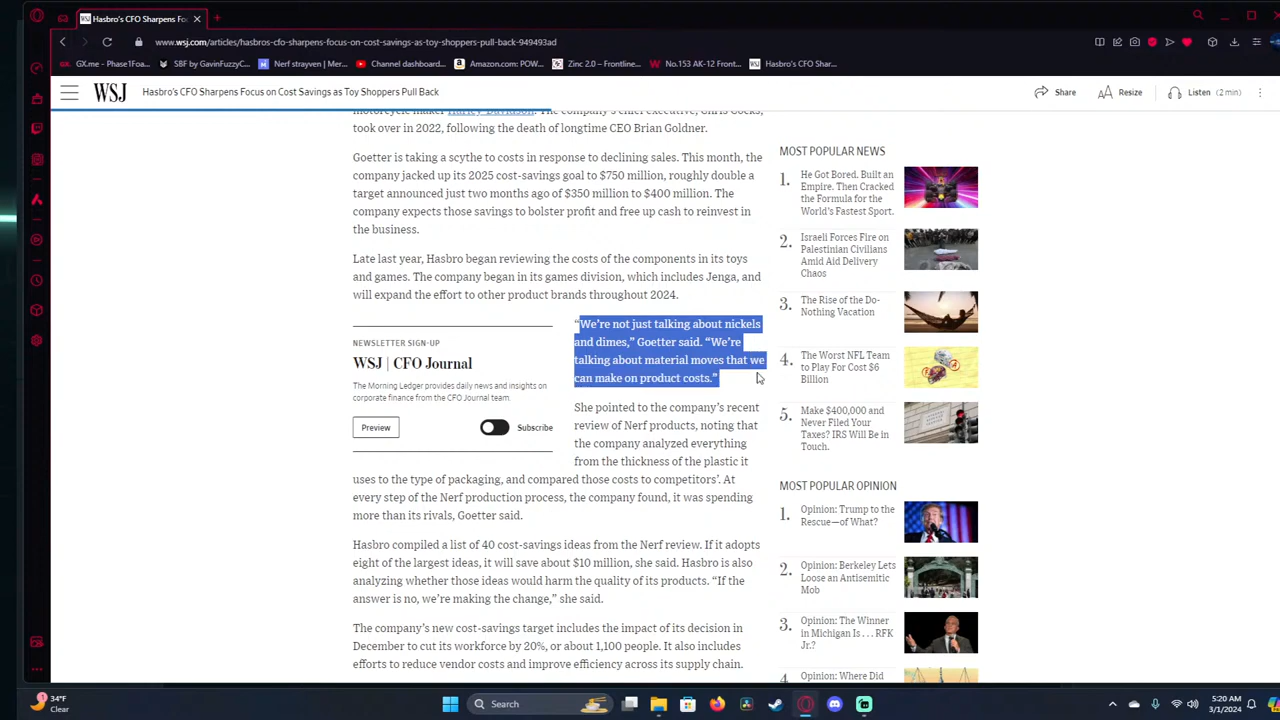 Hasbro's CFO Sharpens Fo
www.wsj.com/articles/hasbros-cfo-sharpens-focus-on-cost-savings-as-toy-shoppers-pull-back-949493ad
GX.me - Phase1Foa...
SBF by GavinFuzzyC...
Nerf strayven | Mer...
Channel dashboard...
Amazon.com: POW...
Zinc 2.0 – Frontline...
No.153 AK-12 Front...
Hasbro's CFO Shar...
WSJ
Hasbro's CFO Sharpens Focus on Cost Savings as Toy Shoppers Pull Back
Share
AA Resize
Listen (2 min)
motorcycle maker Harley-Davidson. The company's chief executive, Chris Cocks,
took over in 2022, following the death of longtime CEO Brian Goldner.
Goetter is taking a scythe to costs in response to declining sales. This month, the
company jacked up its 2025 cost-savings goal to $750 million, roughly double a
target announced just two months ago of $350 million to $400 million. The
company expects those savings to bolster profit and free up cash to reinvest in
the business.
Late last year, Hasbro began reviewing the costs of the components in its toys
and games. The company began in its games division, which includes Jenga, and
will expand the effort to other product brands throughout 2024.
NEWSLETTER SIGN-UP
WSJ | CFO Journal
The Morning Ledger provides daily news and insights on
corporate finance from the CFO Journal team.
Preview
Subscribe
“We’re not just talking about nickels
and dimes,” Goetter said. “We’re
talking about material moves that we
can make on product costs.”
She pointed to the company’s recent
review of Nerf products, noting that
the company analyzed everything
from the thickness of the plastic it
uses to the type of packaging, and compared those costs to competitors’. At
every step of the Nerf production process, the company found, it was spending
more than its rivals, Goetter said.
Hasbro compiled a list of 40 cost-savings ideas from the Nerf review. If it adopts
eight of the largest ideas, it will save about $10 million, she said. Hasbro is also
analyzing whether those ideas would harm the quality of its products. “If the
answer is no, we’re making the change,” she said.
The company’s new cost-savings target includes the impact of its decision in
December to cut its workforce by 20%, or about 1,100 people. It also includes
efforts to reduce vendor costs and improve efficiency across its supply chain.
MOST POPULAR NEWS
1.
He Got Bored. Built an
Empire. Then Cracked
the Formula for the
World's Fastest Sport.
2.
Israeli Forces Fire on
Palestinian Civilians
Amid Aid Delivery
Chaos
3.
The Rise of the Do-
Nothing Vacation
4.
The Worst NFL Team
to Play For Cost $6
Billion
5.
Make $400,000 and
Never Filed Your
Taxes? IRS Will Be in
Touch.
MOST POPULAR OPINION
1.
Opinion: Trump to the
Rescue—of What?
2.
Opinion: Berkeley Lets
Loose an Antisemitic
Mob
3.
Opinion: The Winner
in Michigan Is . . . RFK
Jr.?
4.
Opinion: Where Did
34°F
Clear
Search
5:20 AM
3/1/2024